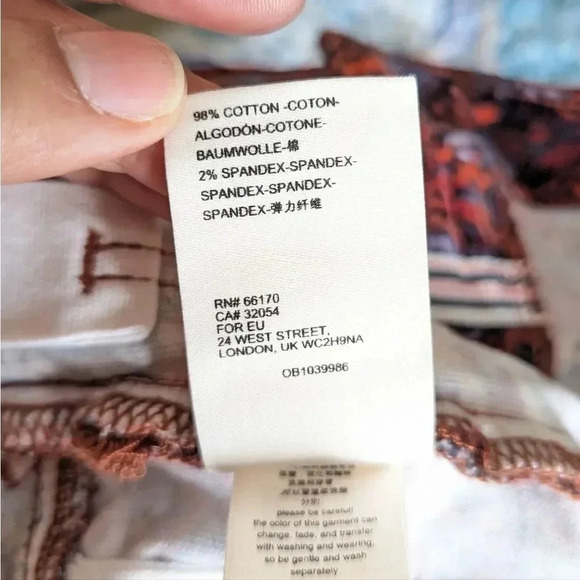 98% COTTON -COTON-
ALGODÓN-COTONE-
BAUMWOLLE-棉
2% SPANDEX-SPANDEX-
SPANDEX-SPANDEX-
SPANDEX-弹力纤维
RN# 66170
CA# 32054
FOR EU
24 WEST STREET,
LONDON, UK WC2H9NA
OB1039986
分别
please be careful!
the color of this garment can
change, fade, and transfer
with washing and wearing,
so be gentle and wash
separately.